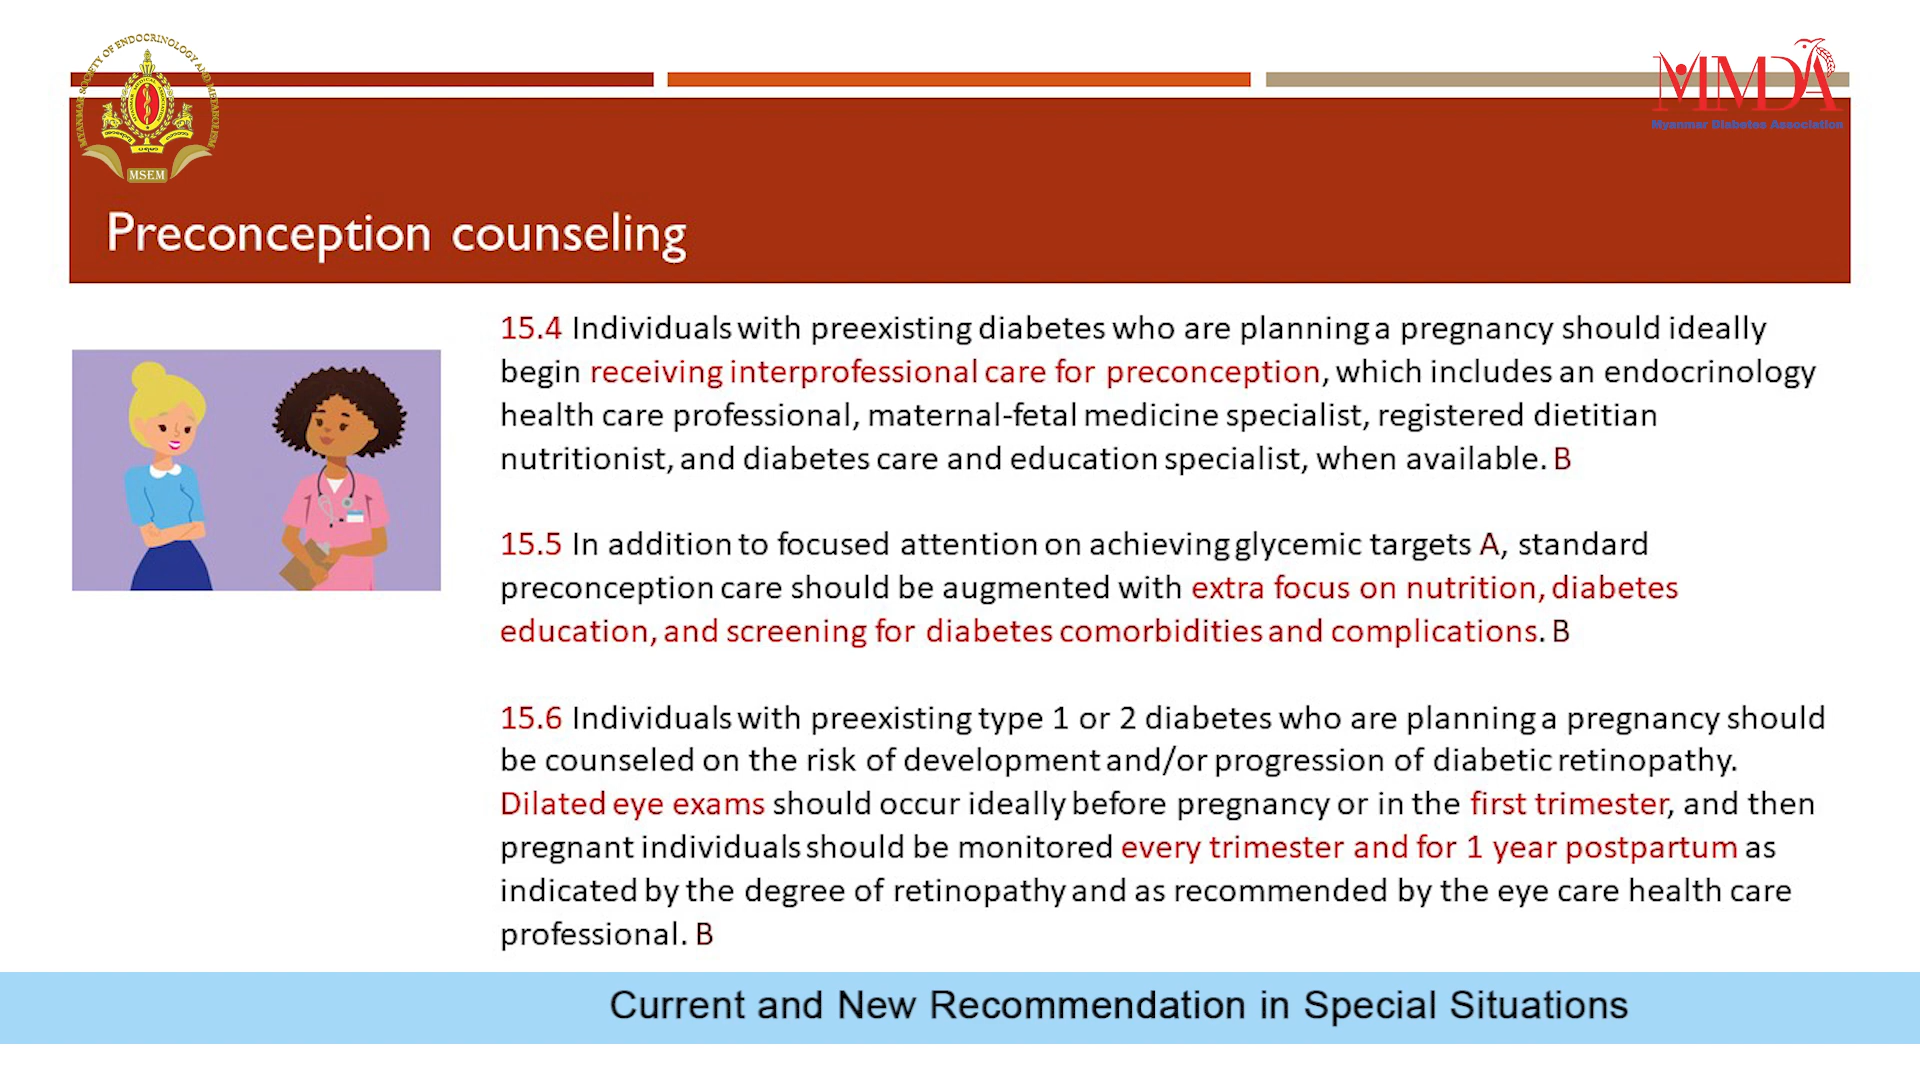 MYANMAR SOCIETY OF ENDOCRINOLOGY AND METABOLISM
MSEM
MMDA
Myanmar Diabetes Association
Preconception counseling
15.4 Individuals with preexisting diabetes who are planning a pregnancy should ideally
begin receiving interprofessional care for preconception, which includes an endocrinology
health care professional, maternal-fetal medicine specialist, registered dietitian
nutritionist, and diabetes care and education specialist, when available. B
15.5 In addition to focused attention on achieving glycemic targets A, standard
preconception care should be augmented with extra focus on nutrition, diabetes
education, and screening for diabetes comorbidities and complications. B
15.6 Individuals with preexisting type 1 or 2 diabetes who are planning a pregnancy should
be counseled on the risk of development and/or progression of diabetic retinopathy.
Dilated eye exams should occur ideally before pregnancy or in the first trimester, and then
pregnant individuals should be monitored every trimester and for 1 year postpartum as
indicated by the degree of retinopathy and as recommended by the eye care health care
professional. B
Current and New Recommendation in Special Situations